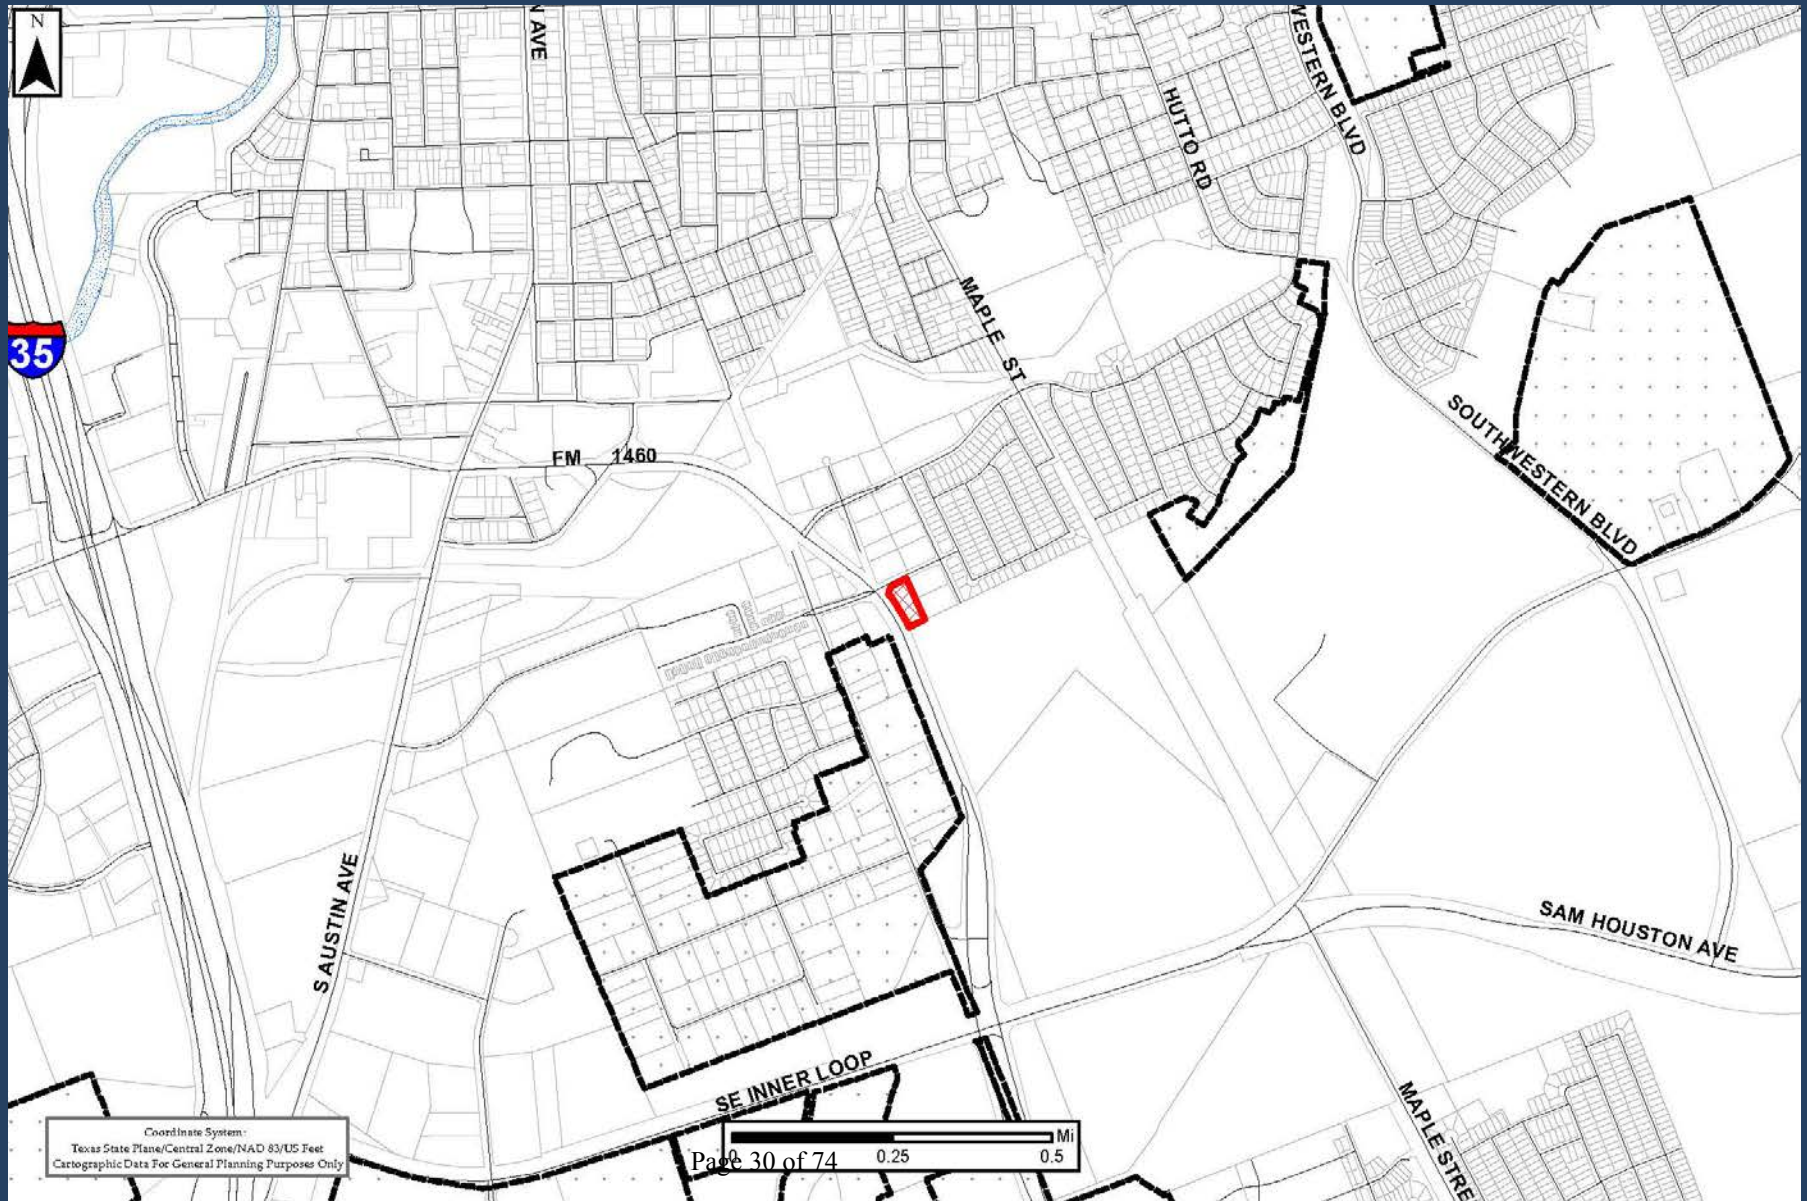 N
N AVE
WESTERN BLVD
HUTTO RD
MAPLE ST
35
SOUTHWESTERN BLVD
FM 1460
S AUSTIN AVE
SAM HOUSTON AVE
SE INNER LOOP
MAPLE STRE
Coordinate System:
Texas State Plane/Central Zone/NAD 83/US Feet
Cartographic Data For General Planning Purposes Only
Mi
0 0.25 0.5
Page 30 of 74